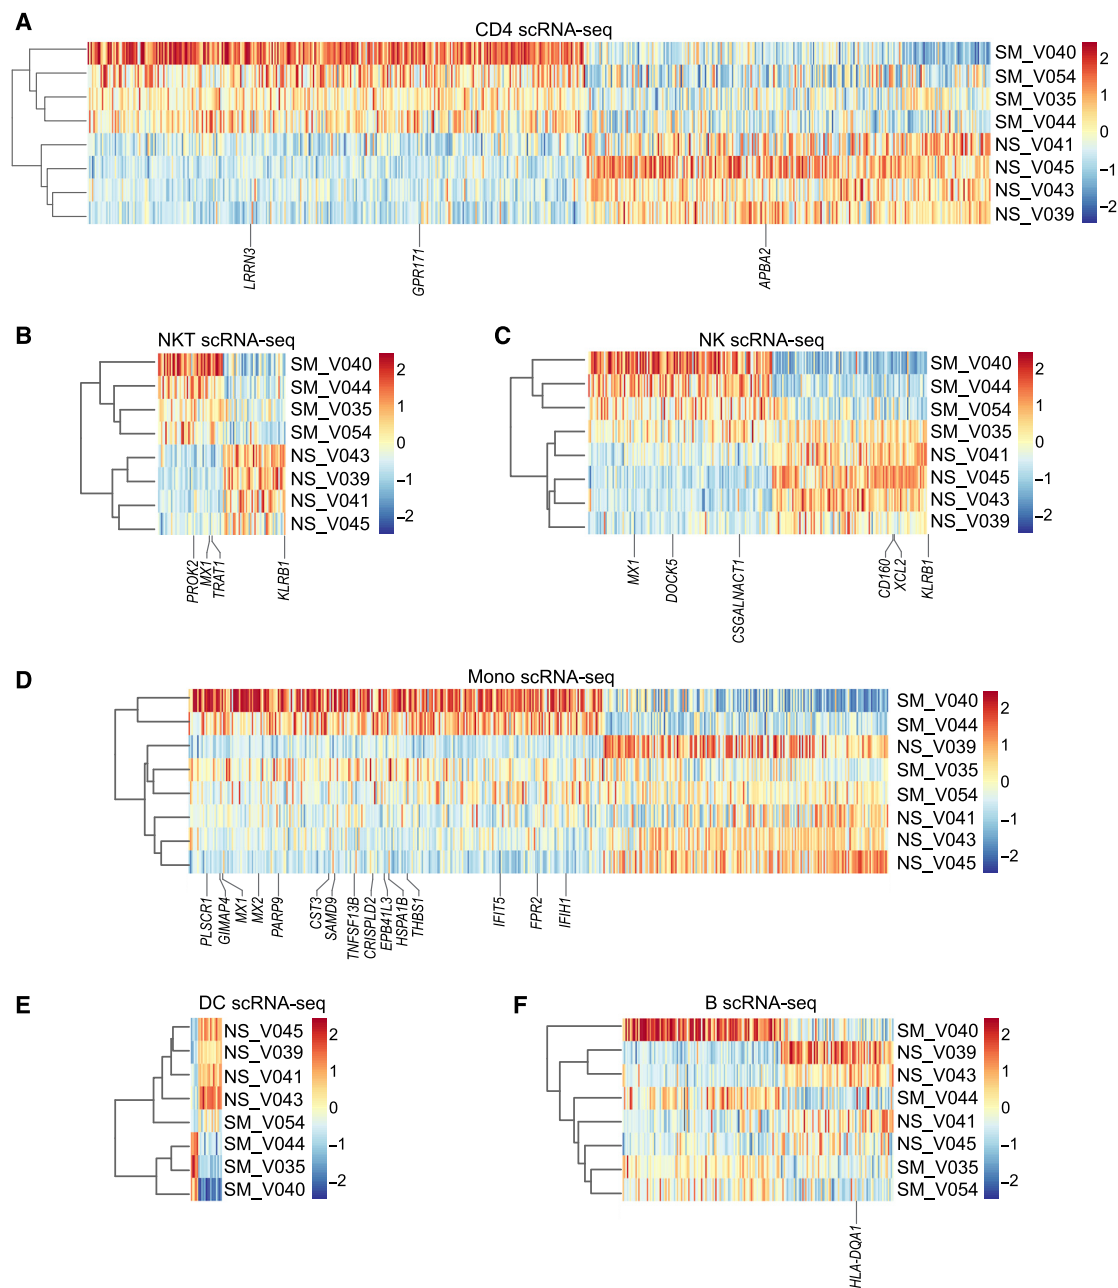 A
CD4 scRNA-seq
SM_V040
SM_V054
SM_V035
SM_V044
NS_V041
NS_V045
NS_V043
NS_V039
2
1
0
−1
−2
LRRN3
GPR171
APBA2
B
NKT scRNA-seq
SM_V040
SM_V044
SM_V035
SM_V054
NS_V043
NS_V039
NS_V041
NS_V045
2
1
0
−1
−2
PROK2
MX1
TRAT1
KLRB1
C
NK scRNA-seq
SM_V040
SM_V044
SM_V054
SM_V035
NS_V041
NS_V045
NS_V043
NS_V039
2
1
0
−1
−2
MX1
DOCK5
CSGALNACT1
CD160
XCL2
KLRB1
D
Mono scRNA-seq
SM_V040
SM_V044
NS_V039
SM_V035
SM_V054
NS_V041
NS_V043
NS_V045
2
1
0
−1
−2
PLSCR1
GIMAP4
MX1
MX2
PARP9
CST3
SAMD9
TNFSF13B
CRISPLD2
EPB41L3
HSPA1B
THBS1
IFIT5
FPR2
IFIH1
E
DC scRNA-seq
NS_V045
NS_V039
NS_V041
NS_V043
SM_V054
SM_V044
SM_V035
SM_V040
2
1
0
−1
−2
F
B scRNA-seq
SM_V040
NS_V039
NS_V043
SM_V044
NS_V041
NS_V045
SM_V035
SM_V054
2
1
0
−1
−2
HLA-DQA1